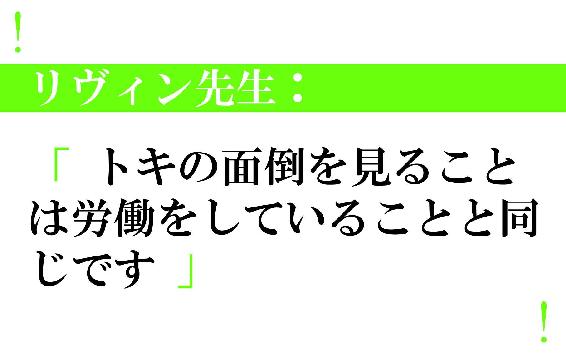 !
リヴィン先生：
「 トキの面倒を見ること
は労働をしていることと同
じです 」
!